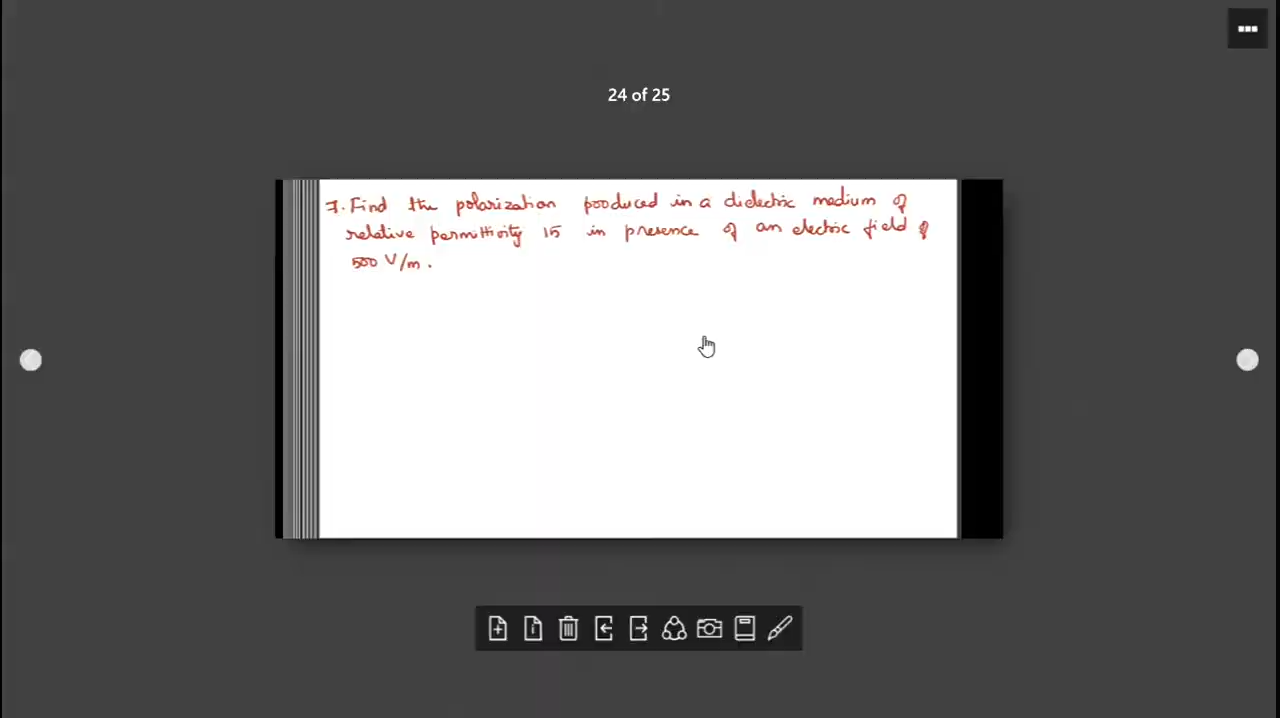 24 of 25
7. Find the polarization produced in a dielectric medium of
relative permittivity 15 in presence of an electric field of
500 V/m.